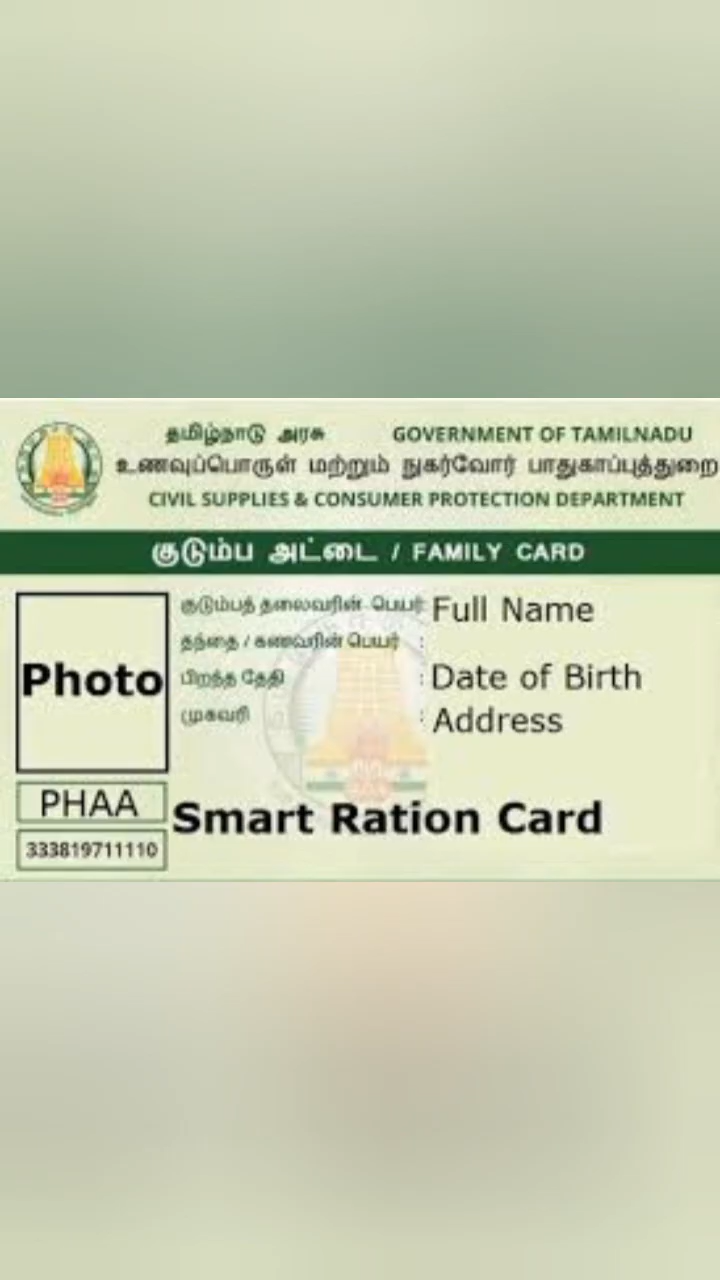 தமிழ்நாடு அரசு GOVERNMENT OF TAMILNADU
உணவுப்பொருள் மற்றும் நுகர்வோர் பாதுகாப்புத்துறை
CIVIL SUPPLIES & CONSUMER PROTECTION DEPARTMENT
குடும்ப அட்டை / FAMILY CARD
குடும்பத் தலைவரின் பெயர் : Full Name
தந்தை / கணவரின் பெயர் :
Photo
பிறந்த தேதி : Date of Birth
முகவரி : Address
PHAA
Smart Ration Card
333819711110